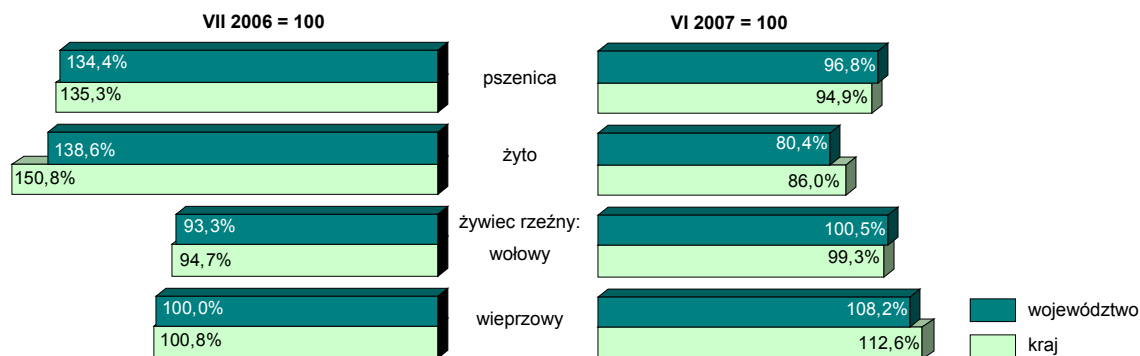 VII 2006 = 100
VI 2007 = 100
134,4%
pszenica
96,8%
135,3%
94,9%
138,6%
żyto
80,4%
150,8%
86,0%
93,3%
żywiec rzeźny:
100,5%
94,7%
wołowy
99,3%
100,0%
wieprzowy
108,2%
województwo
100,8%
112,6%
kraj